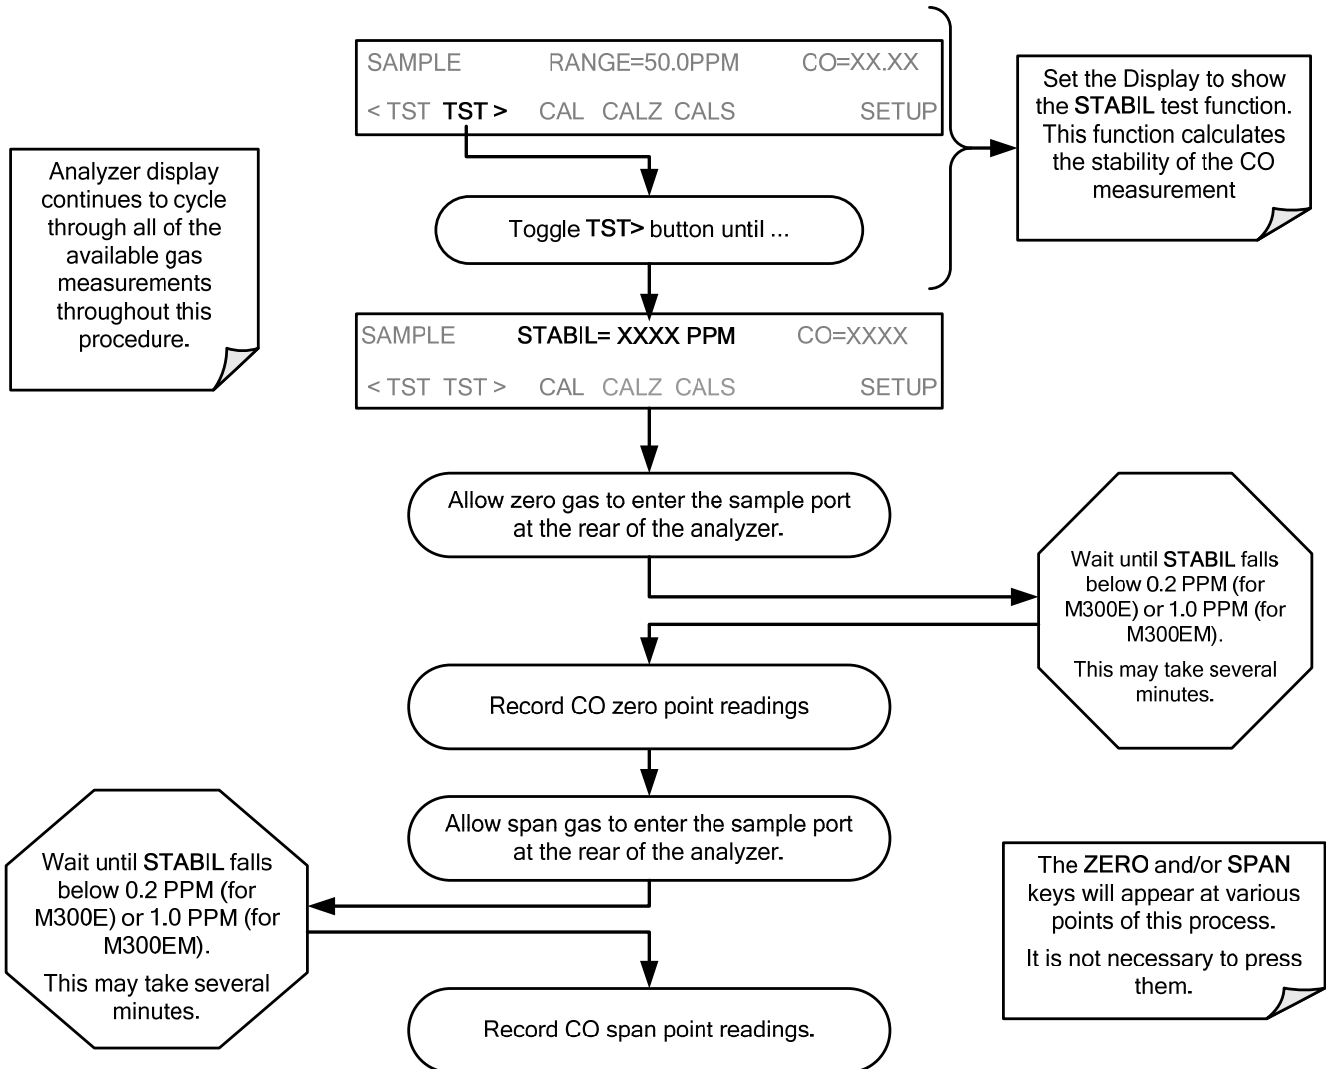 SAMPLE RANGE=50.0PPM CO=XX.XX
< TST TST > CAL CALZ CALS SETUP
Set the Display to show
the STABIL test function.
This function calculates
the stability of the CO
measurement
Analyzer display
continues to cycle
through all of the
available gas
measurements
throughout this
procedure.
Toggle TST> button until ...
SAMPLE STABIL= XXXX PPM CO=XXXX
< TST TST > CAL CALZ CALS SETUP
Allow zero gas to enter the sample port
at the rear of the analyzer.
Wait until STABIL falls
below 0.2 PPM (for
M300E) or 1.0 PPM (for
M300EM).
This may take several
minutes.
Record CO zero point readings
Allow span gas to enter the sample port
at the rear of the analyzer.
Wait until STABIL falls
below 0.2 PPM (for
M300E) or 1.0 PPM (for
M300EM).
This may take several
minutes.
The ZERO and/or SPAN
keys will appear at various
points of this process.
It is not necessary to press
them.
Record CO span point readings.